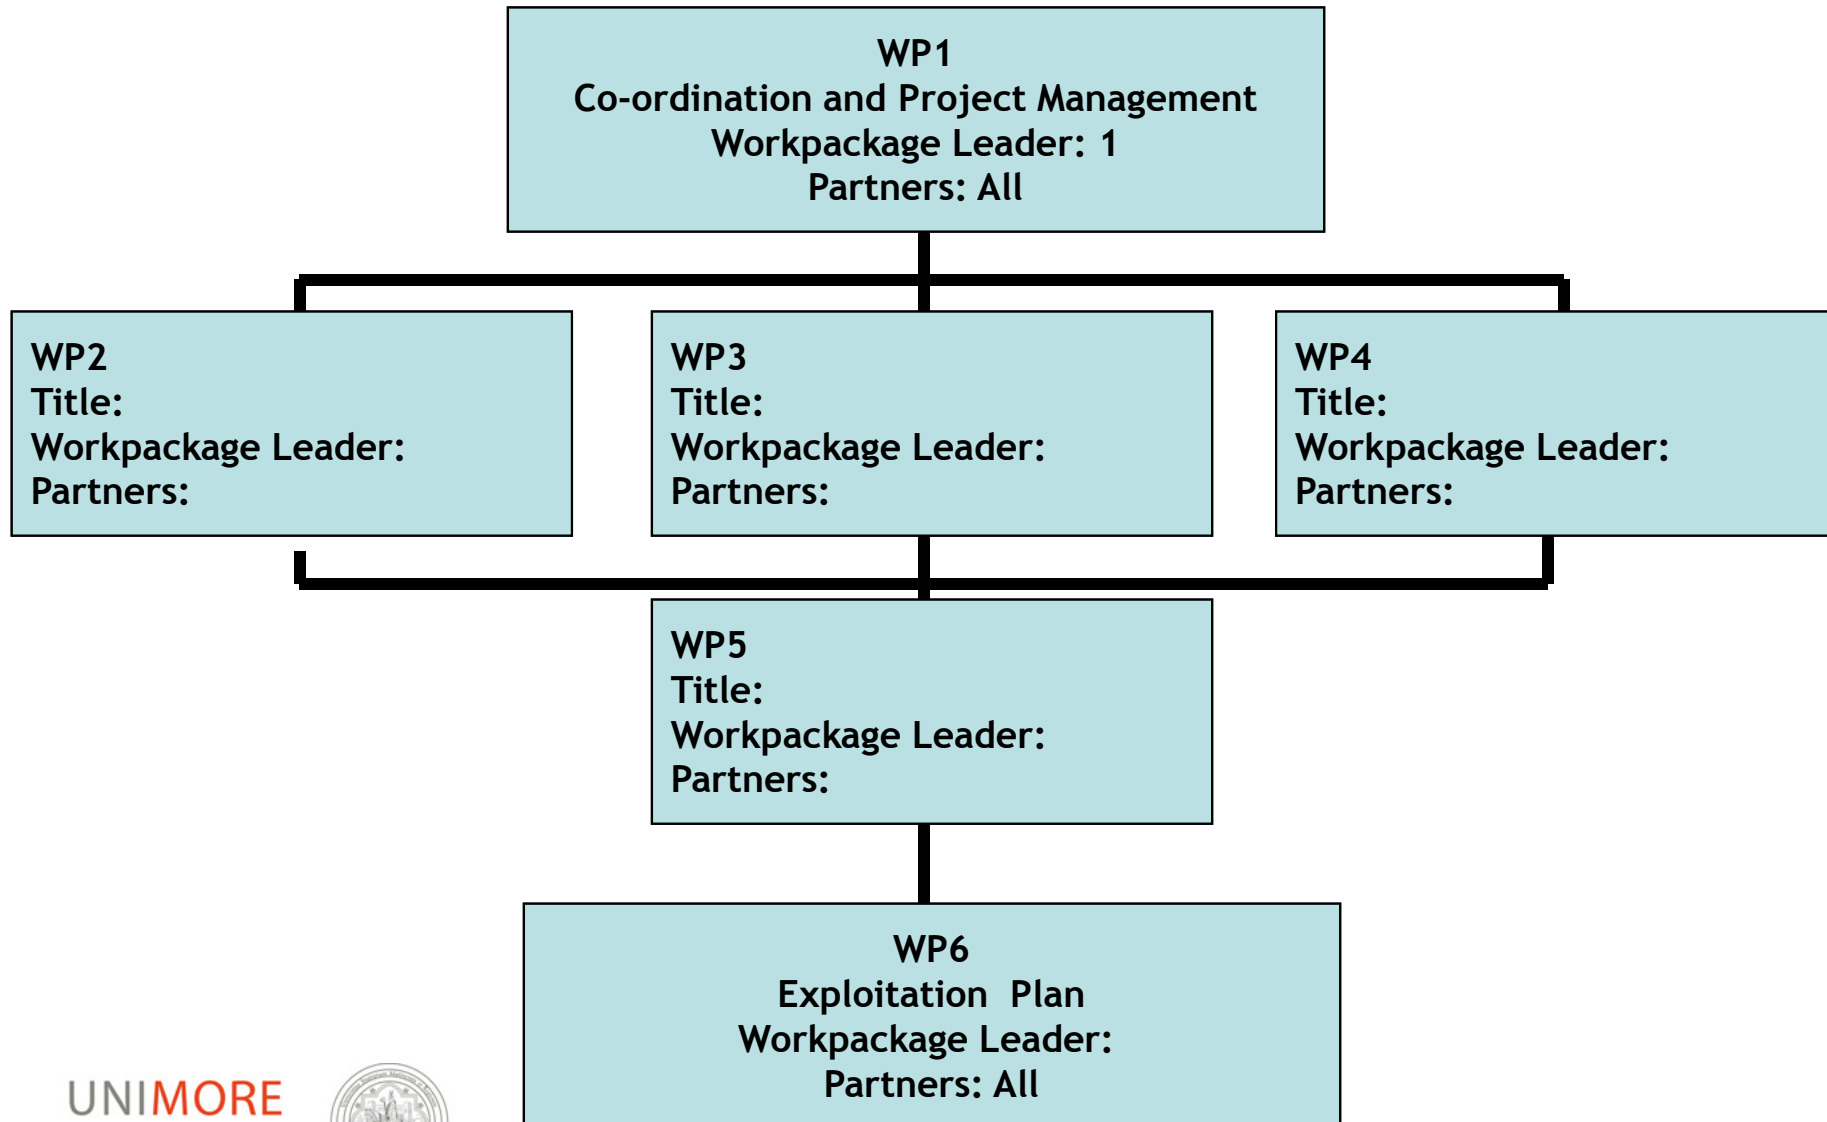 WP1
Co-ordination and Project Management
Workpackage Leader: 1
Partners: All
WP2
Title:
Workpackage Leader:
Partners:
WP3
Title:
Workpackage Leader:
Partners:
WP4
Title:
Workpackage Leader:
Partners:
WP5
Title:
Workpackage Leader:
Partners:
WP6
Exploitation Plan
Workpackage Leader:
Partners: All
UNIMORE